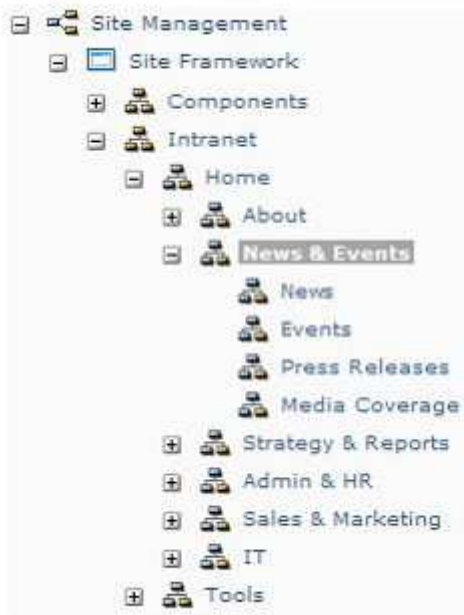 Site Management
Site Framework
Components
Intranet
Home
About
News & Events
News
Events
Press Releases
Media Coverage
Strategy & Reports
Admin & HR
Sales & Marketing
IT
Tools